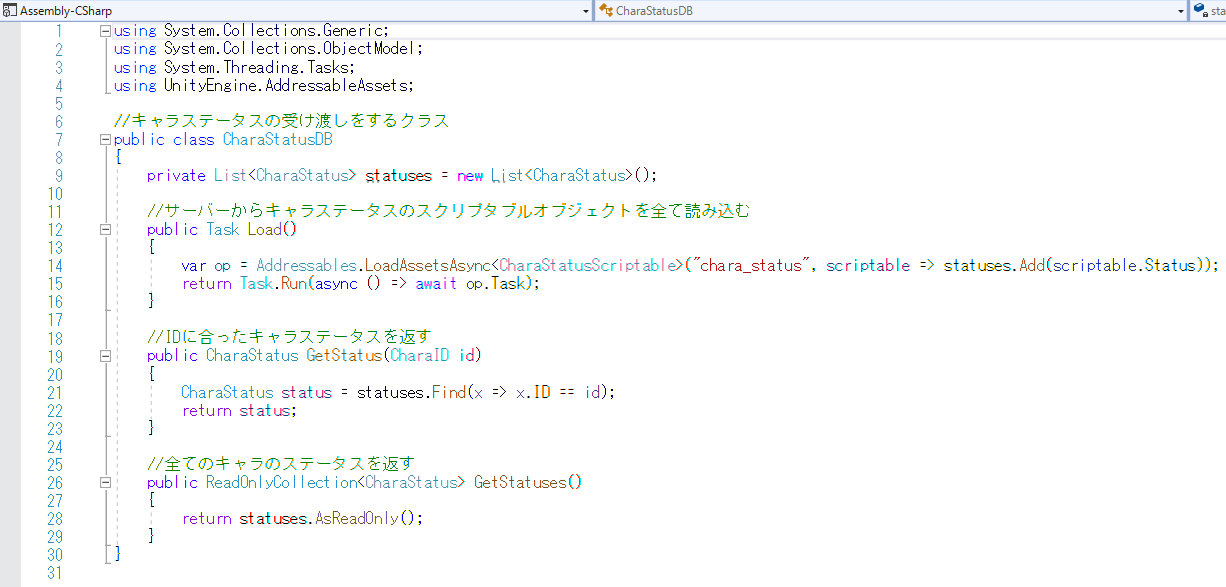 Assembly-CSharp CharaStatusDB sta
1 using System.Collections.Generic;
2 using System.Collections.ObjectModel;
3 using System.Threading.Tasks;
4 using UnityEngine.AddressableAssets;
5
6 //キャラステータスの受け渡しをするクラス
7 public class CharaStatusDB
8 {
9 private List<CharaStatus> statuses = new List<CharaStatus>();
10
11 //サーバーからキャラステータスのスクリプタブルオブジェクトを全て読み込む
12 public Task Load()
13 {
14 var op = Addressables.LoadAssetsAsync<CharaStatusScriptable>("chara_status", scriptable => statuses.Add(scriptable.Status));
15 return Task.Run(async () => await op.Task);
16 }
17
18 //IDに合ったキャラステータスを返す
19 public CharaStatus GetStatus(CharaID id)
20 {
21 CharaStatus status = statuses.Find(x => x.ID == id);
22 return status;
23 }
24
25 //全てのキャラのステータスを返す
26 public ReadOnlyCollection<CharaStatus> GetStatuses()
27 {
28 return statuses.AsReadOnly();
29 }
30 }
31